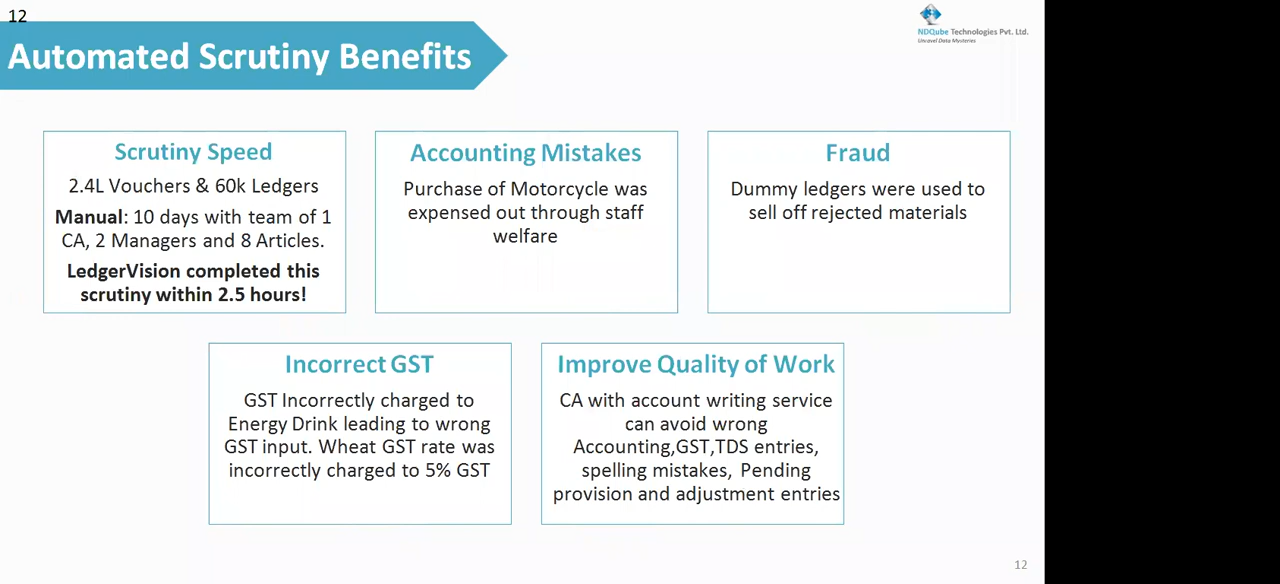 12
Automated Scrutiny Benefits
NDQube Technologies Pvt. Ltd.
Unravel Data Mysteries
Scrutiny Speed
2.4L Vouchers & 60k Ledgers
Manual: 10 days with team of 1
CA, 2 Managers and 8 Articles.
LedgerVision completed this
scrutiny within 2.5 hours!
Accounting Mistakes
Purchase of Motorcycle was
expensed out through staff
welfare
Fraud
Dummy ledgers were used to
sell off rejected materials
Incorrect GST
GST Incorrectly charged to
Energy Drink leading to wrong
GST input. Wheat GST rate was
incorrectly charged to 5% GST
Improve Quality of Work
CA with account writing service
can avoid wrong
Accounting,GST,TDS entries,
spelling mistakes, Pending
provision and adjustment entries
12